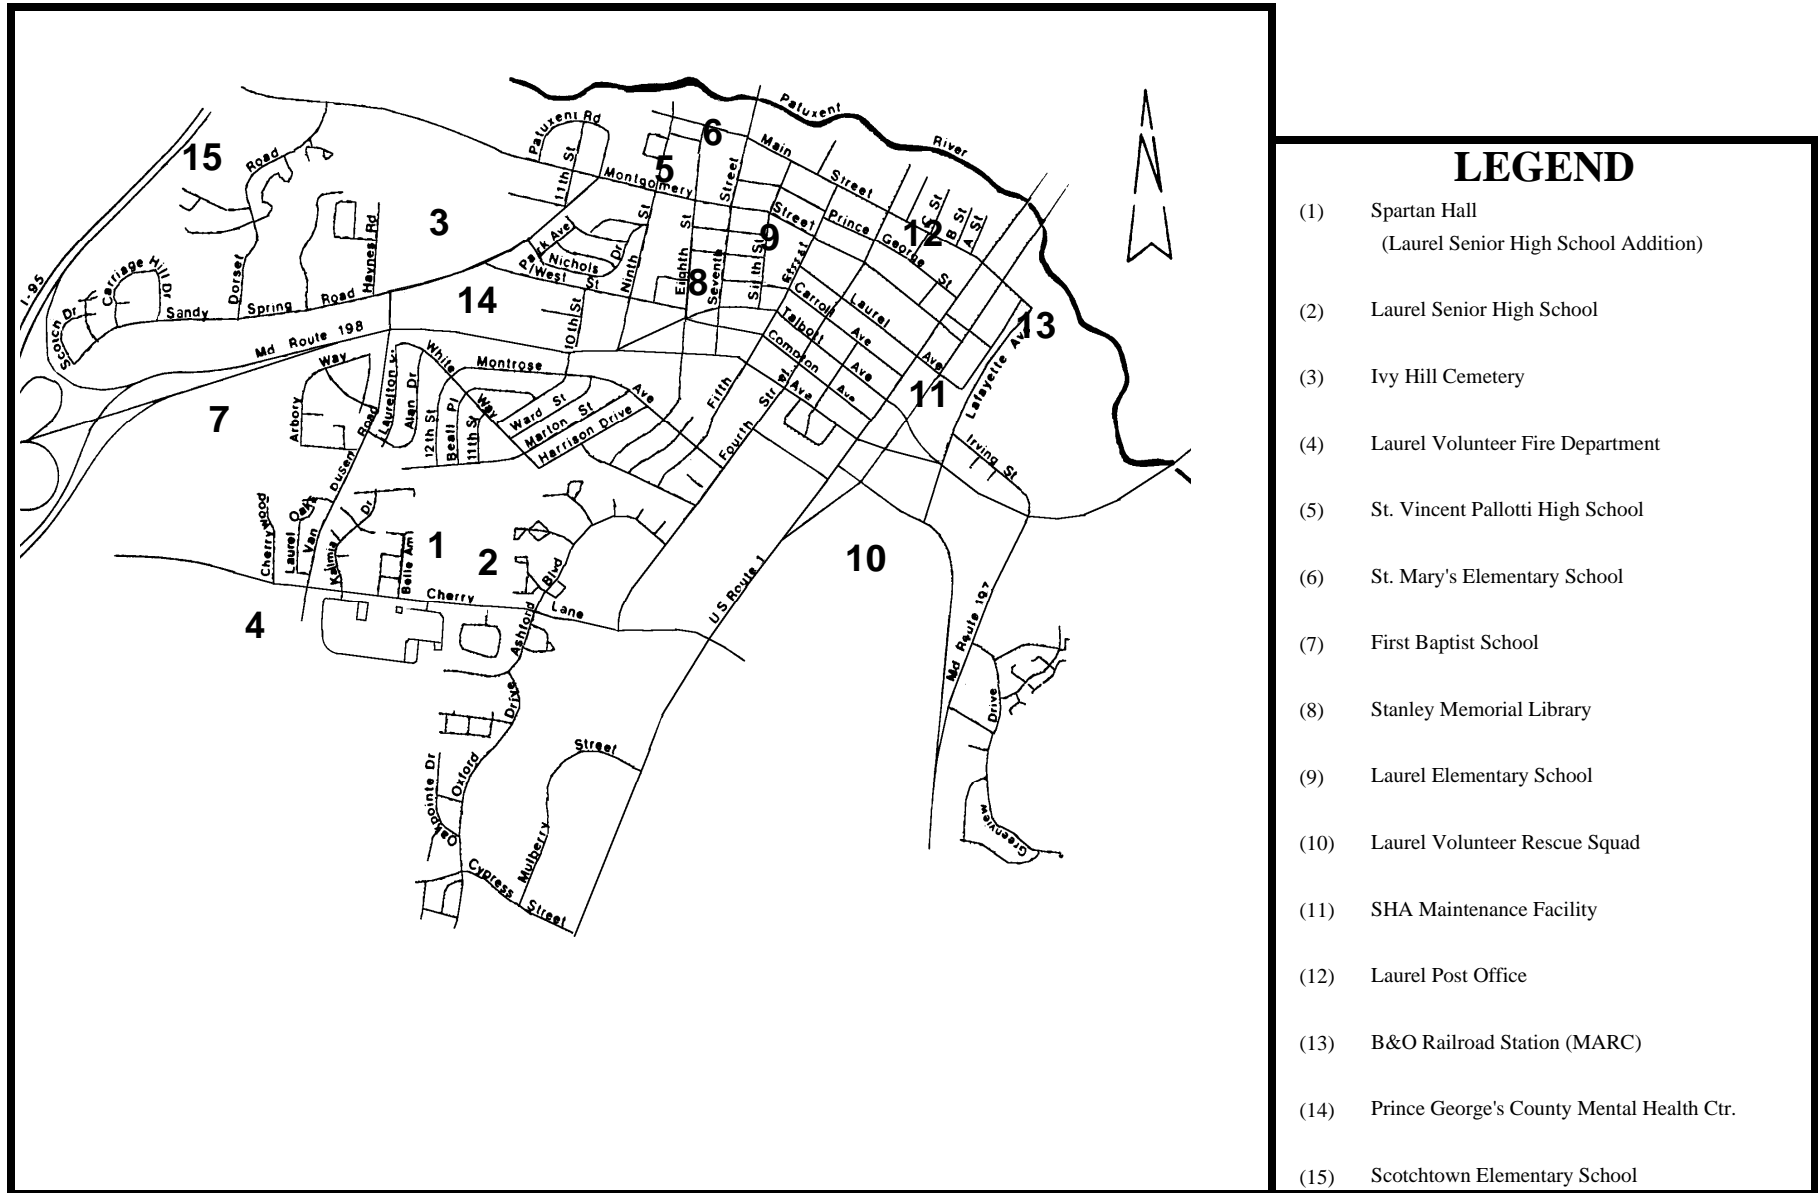 Patuxent
River
Patuxent Rd
6
Main
15
Road
11th St
5
Montgomery
Street
Street
C St
B St
A St
3
Haynes Rd
Park Ave
St
Street
9
Prince
George
St
12
I-95
Carriage Hill Dr
Dorset
Nichols
Dr
P/West
St
Ninth
Eighth St
Seventh
8
Street
14
Sandy
Spring
Road
10th St
Carroll
Ave
Laurel
Ave
13
Scotch Dr
Md Route 198
Talbott
Ave
Compton
Ave
Ave
Lafayette Ave
11
Way
White
Way
Montrose
Ave
Fifth
Street
7
Arbory
Road
Alan Dr
12th St
Beall Pl
11th St
Ward St
Marton St
Harrison Drive
Fourth
Irving St
Dusen
Van
Cherrywood
Laurel
Oaks
Kalmia
Dr
Belle Am
1
2
Blvd
10
Cherry
Lane
US Route 1
4
Ashford
Md Route 197
Drive
Drive
Street
Oakpointe Dr
Oxford
Mulberry
Greenview
Cypress
Street
LEGEND
(1) Spartan Hall
(Laurel Senior High School Addition)
(2) Laurel Senior High School
(3) Ivy Hill Cemetery
(4) Laurel Volunteer Fire Department
(5) St. Vincent Pallotti High School
(6) St. Mary's Elementary School
(7) First Baptist School
(8) Stanley Memorial Library
(9) Laurel Elementary School
(10) Laurel Volunteer Rescue Squad
(11) SHA Maintenance Facility
(12) Laurel Post Office
(13) B&O Railroad Station (MARC)
(14) Prince George's County Mental Health Ctr.
(15) Scotchtown Elementary School